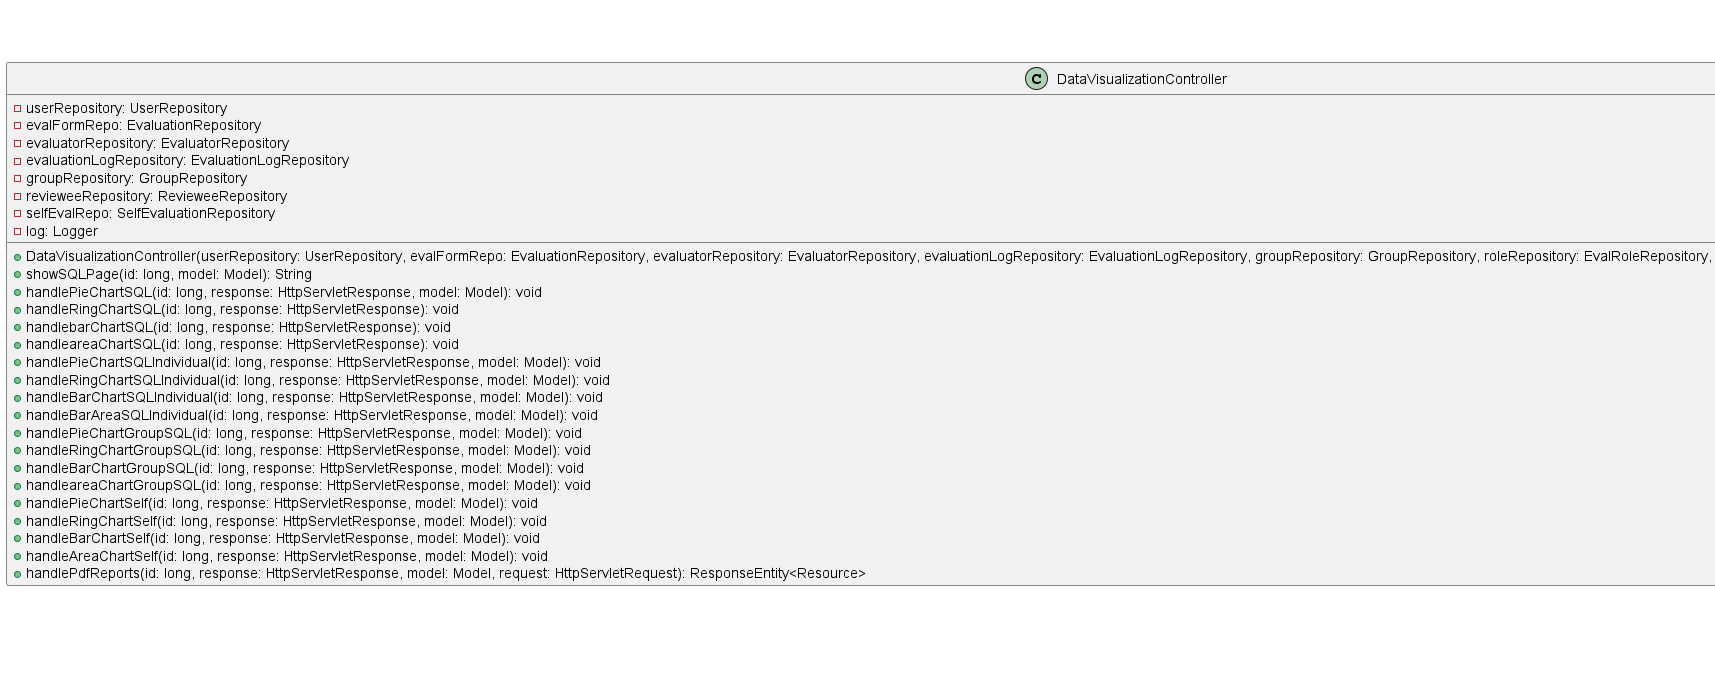 C DataVisualizationController
userRepository: UserRepository
evalFormRepo: EvaluationRepository
evaluatorRepository: EvaluatorRepository
evaluationLogRepository: EvaluationLogRepository
groupRepository: GroupRepository
revieweeRepository: RevieweeRepository
selfEvalRepo: SelfEvaluationRepository
log: Logger
DataVisualizationController(userRepository: UserRepository, evalFormRepo: EvaluationRepository, evaluatorRepository: EvaluatorRepository, evaluationLogRepository: EvaluationLogRepository, groupRepository: GroupRepository, roleRepository: EvalRoleRepository,
showSQLPage(id: long, model: Model): String
handlePieChartSQL(id: long, response: HttpServletResponse, model: Model): void
handleRingChartSQL(id: long, response: HttpServletResponse): void
handlebarChartSQL(id: long, response: HttpServletResponse): void
handleareaChartSQL(id: long, response: HttpServletResponse): void
handlePieChartSQLIndividual(id: long, response: HttpServletResponse, model: Model): void
handleRingChartSQLIndividual(id: long, response: HttpServletResponse, model: Model): void
handleBarChartSQLIndividual(id: long, response: HttpServletResponse, model: Model): void
handleBarAreaSQLIndividual(id: long, response: HttpServletResponse, model: Model): void
handlePieChartGroupSQL(id: long, response: HttpServletResponse, model: Model): void
handleRingChartGroupSQL(id: long, response: HttpServletResponse, model: Model): void
handleBarChartGroupSQL(id: long, response: HttpServletResponse, model: Model): void
handleareaChartGroupSQL(id: long, response: HttpServletResponse, model: Model): void
handlePieChartSelf(id: long, response: HttpServletResponse, model: Model): void
handleRingChartSelf(id: long, response: HttpServletResponse, model: Model): void
handleBarChartSelf(id: long, response: HttpServletResponse, model: Model): void
handleAreaChartSelf(id: long, response: HttpServletResponse, model: Model): void
handlePdfReports(id: long, response: HttpServletResponse, model: Model, request: HttpServletRequest): ResponseEntity<Resource>